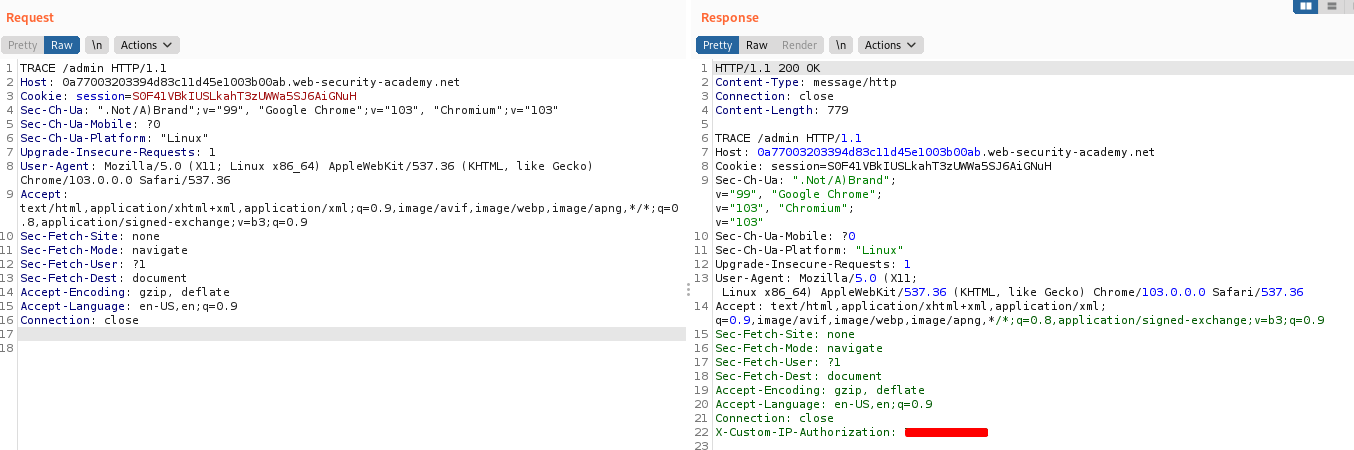 Request
Pretty Raw \n Actions
1 TRACE /admin HTTP/1.1
2 Host: 0a77003203394d83c11d45e1003b00ab.web-security-academy.net
3 Cookie: session=S0F41VBkIUSLkahT3zUWWa5SJ6AiGNuH
4 Sec-Ch-Ua: ".Not/A)Brand";v="99", "Google Chrome";v="103", "Chromium";v="103"
5 Sec-Ch-Ua-Mobile: ?0
6 Sec-Ch-Ua-Platform: "Linux"
7 Upgrade-Insecure-Requests: 1
8 User-Agent: Mozilla/5.0 (X11; Linux x86_64) AppleWebKit/537.36 (KHTML, like Gecko)
Chrome/103.0.0.0 Safari/537.36
9 Accept:
text/html,application/xhtml+xml,application/xml;q=0.9,image/avif,image/webp,image/apng,*/*;q=0
.8,application/signed-exchange;v=b3;q=0.9
10 Sec-Fetch-Site: none
11 Sec-Fetch-Mode: navigate
12 Sec-Fetch-User: ?1
13 Sec-Fetch-Dest: document
14 Accept-Encoding: gzip, deflate
15 Accept-Language: en-US,en;q=0.9
16 Connection: close
17
18
Response
Pretty Raw Render \n Actions
1 HTTP/1.1 200 OK
2 Content-Type: message/http
3 Connection: close
4 Content-Length: 779
5
6 TRACE /admin HTTP/1.1
7 Host: 0a77003203394d83c11d45e1003b00ab.web-security-academy.net
8 Cookie: session=S0F41VBkIUSLkahT3zUWWa5SJ6AiGNuH
9 Sec-Ch-Ua: ".Not/A)Brand";
v="99", "Google Chrome";
v="103", "Chromium";
v="103"
10 Sec-Ch-Ua-Mobile: ?0
11 Sec-Ch-Ua-Platform: "Linux"
12 Upgrade-Insecure-Requests: 1
13 User-Agent: Mozilla/5.0 (X11;
Linux x86_64) AppleWebKit/537.36 (KHTML, like Gecko) Chrome/103.0.0.0 Safari/537.36
14 Accept: text/html,application/xhtml+xml,application/xml;
q=0.9,image/avif,image/webp,image/apng,*/*;q=0.8,application/signed-exchange;v=b3;q=0.9
15 Sec-Fetch-Site: none
16 Sec-Fetch-Mode: navigate
17 Sec-Fetch-User: ?1
18 Sec-Fetch-Dest: document
19 Accept-Encoding: gzip, deflate
20 Accept-Language: en-US,en;q=0.9
21 Connection: close
22 X-Custom-IP-Authorization:
23